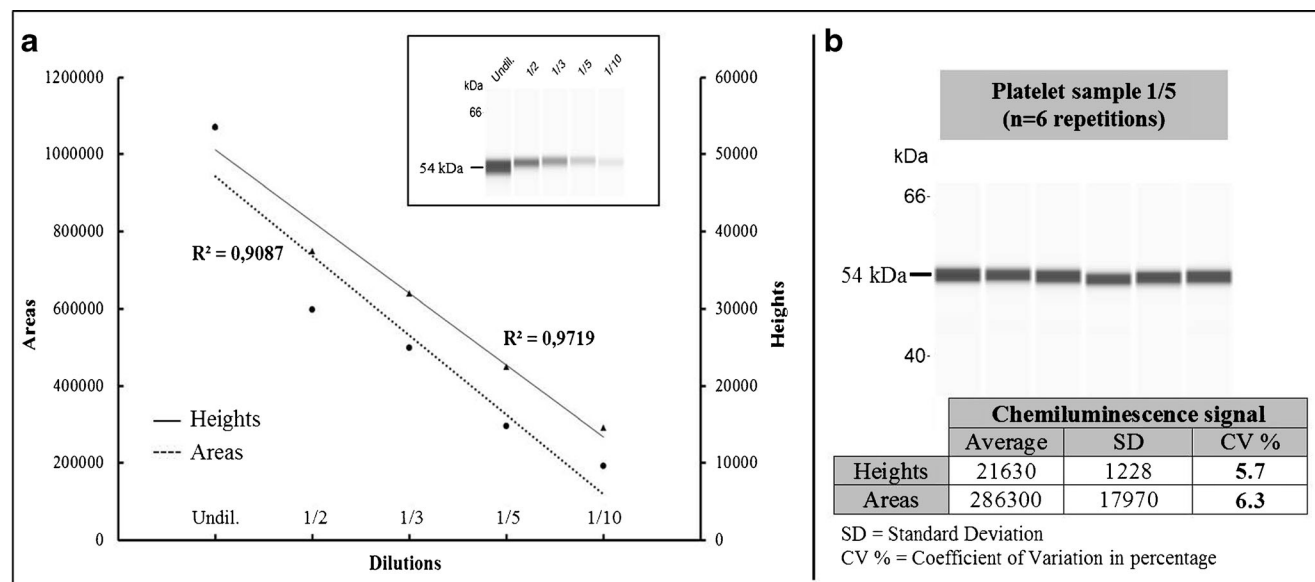 a
1200000
1000000
800000
600000
400000
200000
0
Areas
60000
50000
40000
30000
20000
10000
0
Heights
Undil. 1/2 1/3 1/5 1/10
kDa
66
54 kDa
R² = 0,9087
R² = 0,9719
Heights
Areas
Undil. 1/2 1/3 1/5 1/10
Dilutions
b
Platelet sample 1/5
(n=6 repetitions)
kDa
66-
54 kDa
40-
Chemiluminescence signal
Average SD CV %
Heights 21630 1228 5.7
Areas 286300 17970 6.3
SD = Standard Deviation
CV % = Coefficient of Variation in percentage